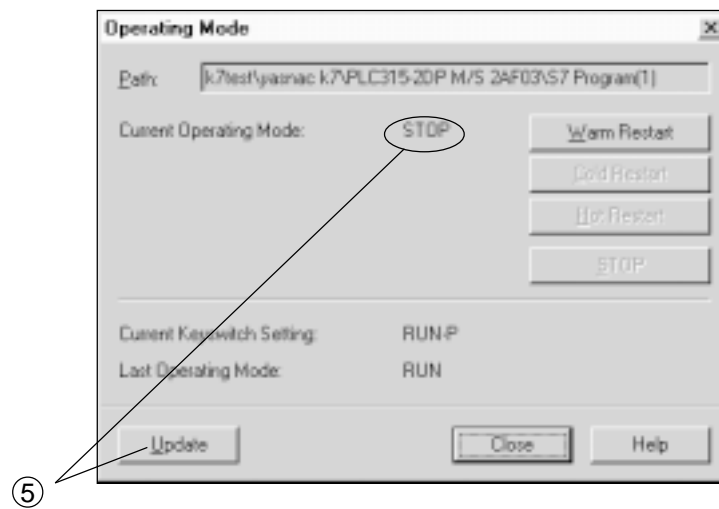 Operating Mode
Path: k7test\yasnac k7\PLC315-2DP M/S 2AF03\S7 Program(1)
Current Operating Mode: STOP
Warm Restart
Cold Restart
Hot Restart
STOP
Current Keyswitch Setting: RUN-P
Last Operating Mode: RUN
Update Close Help
⑤